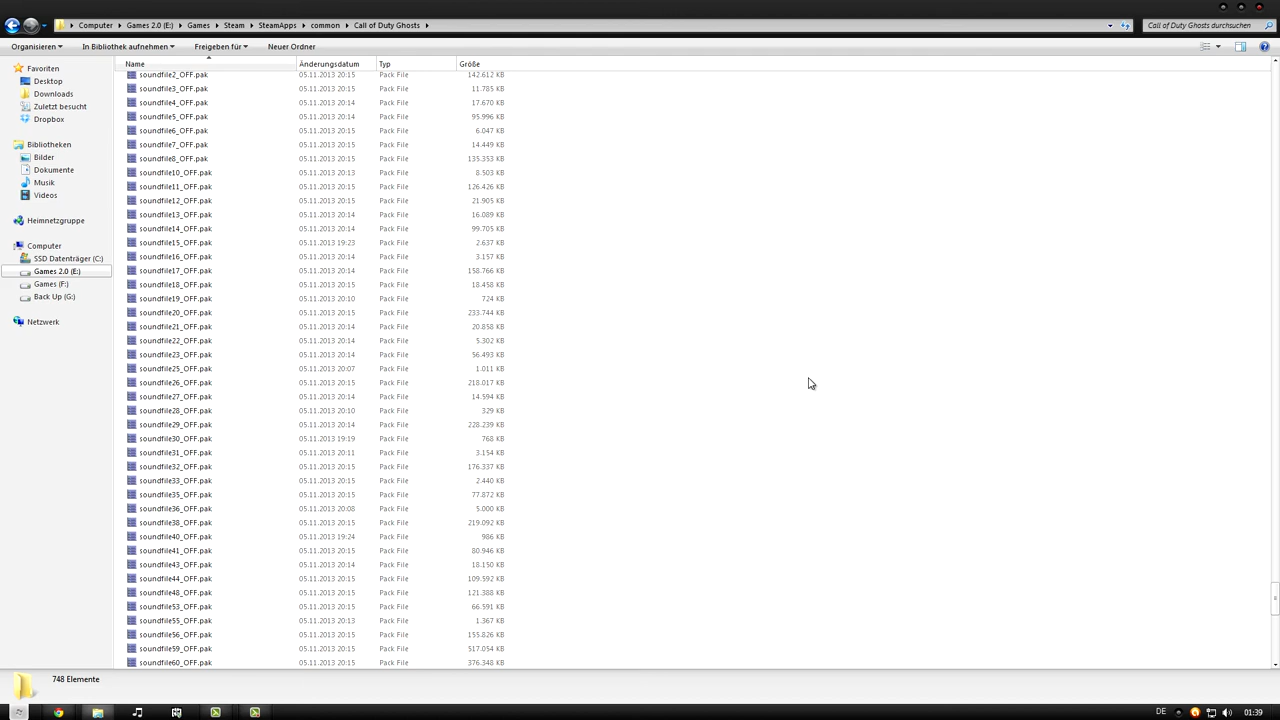 Computer ▸ Games 2.0 (E:) ▸ Games ▸ Steam ▸ SteamApps ▸ common ▸ Call of Duty Ghosts ▸
Call of Duty Ghosts durchsuchen
Organisieren ▾ In Bibliothek aufnehmen ▾ Freigeben für ▾ Neuer Ordner
Name Änderungsdatum Typ Größe
soundfile2_OFF.pak 05.11.2013 20:15 Pack File 142.612 KB
soundfile3_OFF.pak 05.11.2013 20:15 Pack File 11.785 KB
soundfile4_OFF.pak 05.11.2013 20:14 Pack File 17.670 KB
soundfile5_OFF.pak 05.11.2013 20:14 Pack File 95.996 KB
soundfile6_OFF.pak 05.11.2013 20:15 Pack File 6.047 KB
soundfile7_OFF.pak 05.11.2013 20:15 Pack File 14.449 KB
soundfile8_OFF.pak 05.11.2013 20:15 Pack File 135.353 KB
soundfile10_OFF.pak 05.11.2013 20:13 Pack File 8.503 KB
soundfile11_OFF.pak 05.11.2013 20:15 Pack File 126.426 KB
soundfile12_OFF.pak 05.11.2013 20:15 Pack File 21.905 KB
soundfile13_OFF.pak 05.11.2013 20:14 Pack File 16.089 KB
soundfile14_OFF.pak 05.11.2013 20:14 Pack File 99.705 KB
soundfile15_OFF.pak 05.11.2013 19:23 Pack File 2.637 KB
soundfile16_OFF.pak 05.11.2013 20:14 Pack File 3.157 KB
soundfile17_OFF.pak 05.11.2013 20:15 Pack File 158.766 KB
soundfile18_OFF.pak 05.11.2013 20:15 Pack File 18.458 KB
soundfile19_OFF.pak 05.11.2013 20:10 Pack File 724 KB
soundfile20_OFF.pak 05.11.2013 20:15 Pack File 233.744 KB
soundfile21_OFF.pak 05.11.2013 20:14 Pack File 20.858 KB
soundfile22_OFF.pak 05.11.2013 20:14 Pack File 5.302 KB
soundfile23_OFF.pak 05.11.2013 20:14 Pack File 56.493 KB
soundfile25_OFF.pak 05.11.2013 20:07 Pack File 1.011 KB
soundfile26_OFF.pak 05.11.2013 20:15 Pack File 218.017 KB
soundfile27_OFF.pak 05.11.2013 20:14 Pack File 14.594 KB
soundfile28_OFF.pak 05.11.2013 20:10 Pack File 329 KB
soundfile29_OFF.pak 05.11.2013 20:14 Pack File 228.239 KB
soundfile30_OFF.pak 05.11.2013 19:19 Pack File 768 KB
soundfile31_OFF.pak 05.11.2013 20:11 Pack File 3.154 KB
soundfile32_OFF.pak 05.11.2013 20:15 Pack File 176.337 KB
soundfile33_OFF.pak 05.11.2013 20:15 Pack File 2.440 KB
soundfile35_OFF.pak 05.11.2013 20:15 Pack File 77.872 KB
soundfile36_OFF.pak 05.11.2013 20:08 Pack File 5.000 KB
soundfile38_OFF.pak 05.11.2013 20:15 Pack File 219.092 KB
soundfile40_OFF.pak 05.11.2013 19:24 Pack File 986 KB
soundfile41_OFF.pak 05.11.2013 20:15 Pack File 80.946 KB
soundfile43_OFF.pak 05.11.2013 20:14 Pack File 18.150 KB
soundfile44_OFF.pak 05.11.2013 20:15 Pack File 109.592 KB
soundfile48_OFF.pak 05.11.2013 20:15 Pack File 121.388 KB
soundfile53_OFF.pak 05.11.2013 20:15 Pack File 66.591 KB
soundfile55_OFF.pak 05.11.2013 20:13 Pack File 1.367 KB
soundfile56_OFF.pak 05.11.2013 20:15 Pack File 155.826 KB
soundfile59_OFF.pak 05.11.2013 20:15 Pack File 517.054 KB
soundfile60_OFF.pak 05.11.2013 20:15 Pack File 376.348 KB
Favoriten
Desktop
Downloads
Zuletzt besucht
Dropbox
Bibliotheken
Bilder
Dokumente
Musik
Videos
Heimnetzgruppe
Computer
SSD Datenträger (C:)
Games 2.0 (E:)
Games (F:)
Back Up (G:)
Netzwerk
748 Elemente
DE 01:39